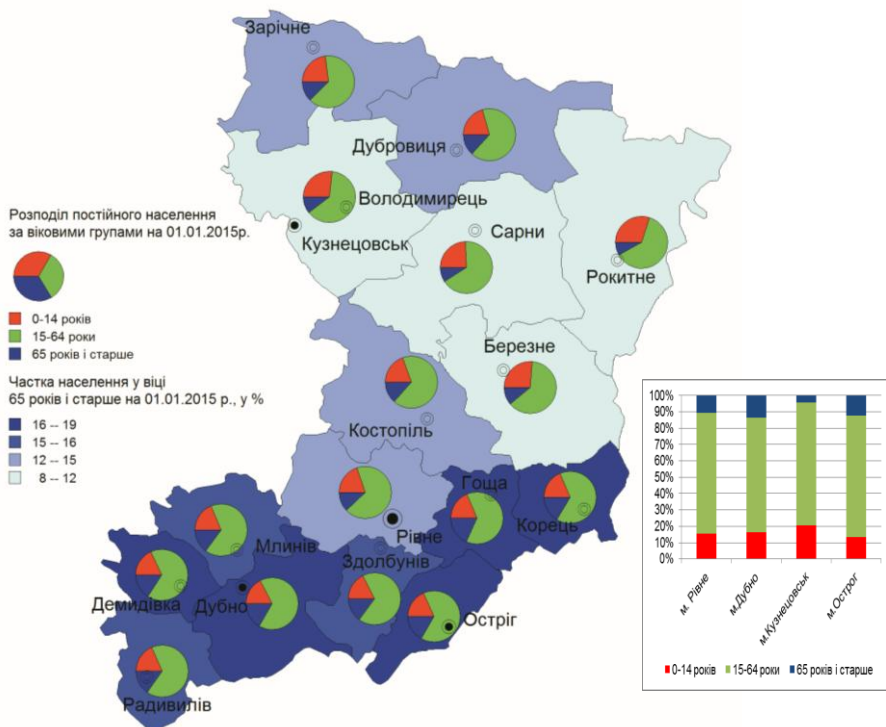 Зарічне
Дубровиця
Володимирець
Кузнецовськ
Сарни
Рокитне
Березне
Костопіль
Гоща
Корець
Рівне
Млинів
Здолбунів
Демидівка
Дубно
Остріг
Радивилів
Розподіл постійного населення
за віковими групами на 01.01.2015р.
0-14 років
15-64 роки
65 років і старше
Частка населення у віці
65 років і старше на 01.01.2015 р., у %
16 -- 19
15 -- 16
12 -- 15
8 -- 12
100%
90%
80%
70%
60%
50%
40%
30%
20%
10%
0%
м. Рівне
м.Дубно
м.Кузнецовськ
м.Острог
0-14 років
15-64 роки
65 років і старше